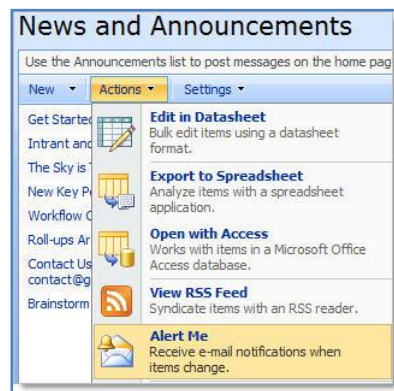 News and Announcements
Use the Announcements list to post messages on the home pag
New Actions Settings
Get Starte
Edit in Datasheet
Bulk edit items using a datasheet
format.
Intrant and
The Sky is
Export to Spreadsheet
Analyze items with a spreadsheet
application.
New Key P
Workflow
Open with Access
Works with items in a Microsoft Office
Access database.
Roll-ups Ar
Contact Us
contact@g
View RSS Feed
Syndicate items with an RSS reader.
Brainstorm
Alert Me
Receive e-mail notifications when
items change.